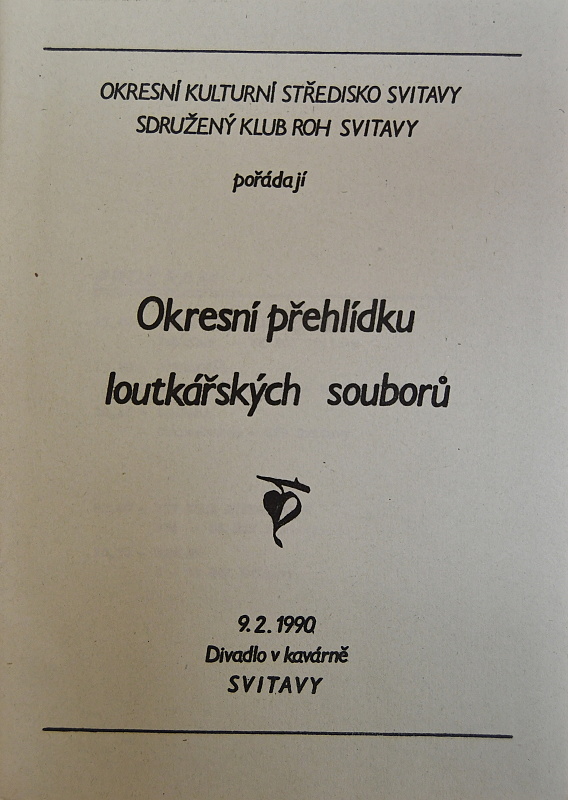 OKRESNÍ KULTURNÍ STŘEDISKO SVITAVY
SDRUŽENÝ KLUB ROH SVITAVY
pořádají
Okresní přehlídku
loutkářských souborů
9.2.1990
Divadlo v kavárně
SVITAVY